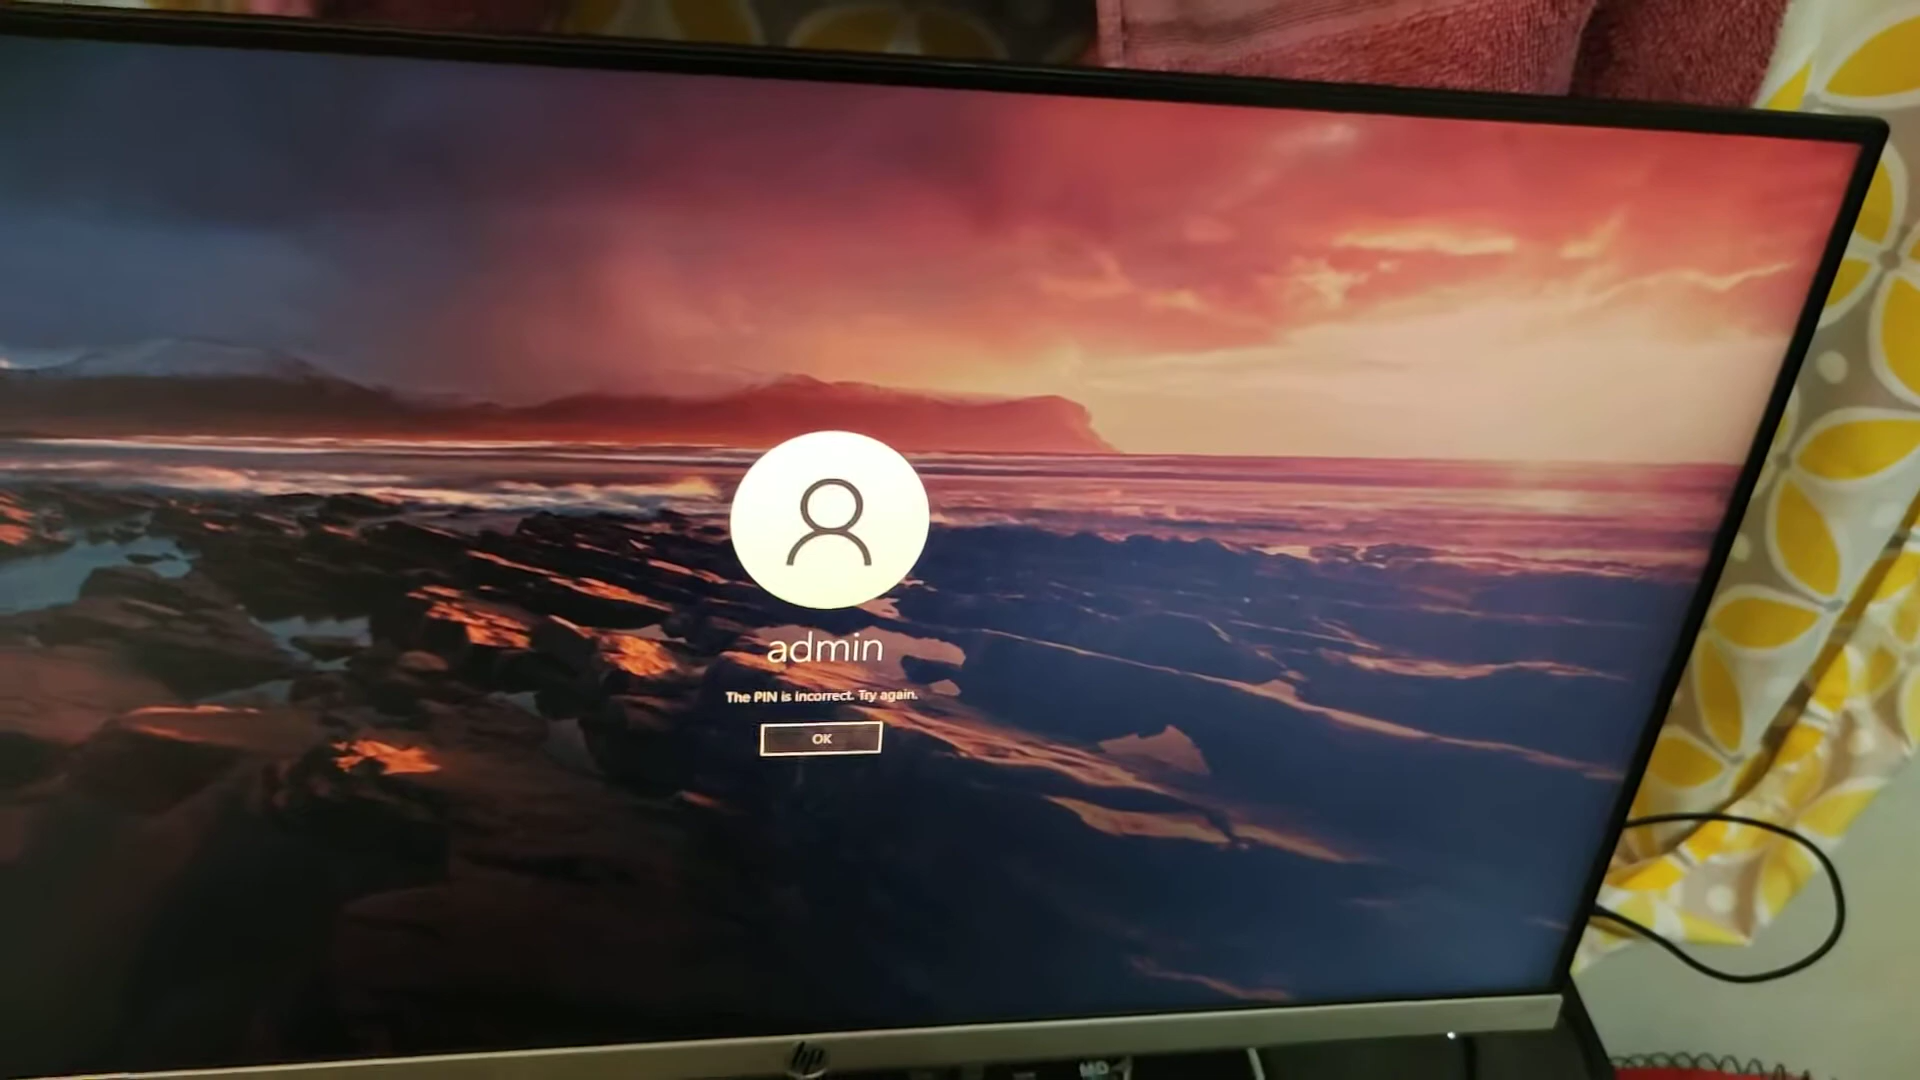 admin
The PIN is incorrect. Try again.
OK
hp